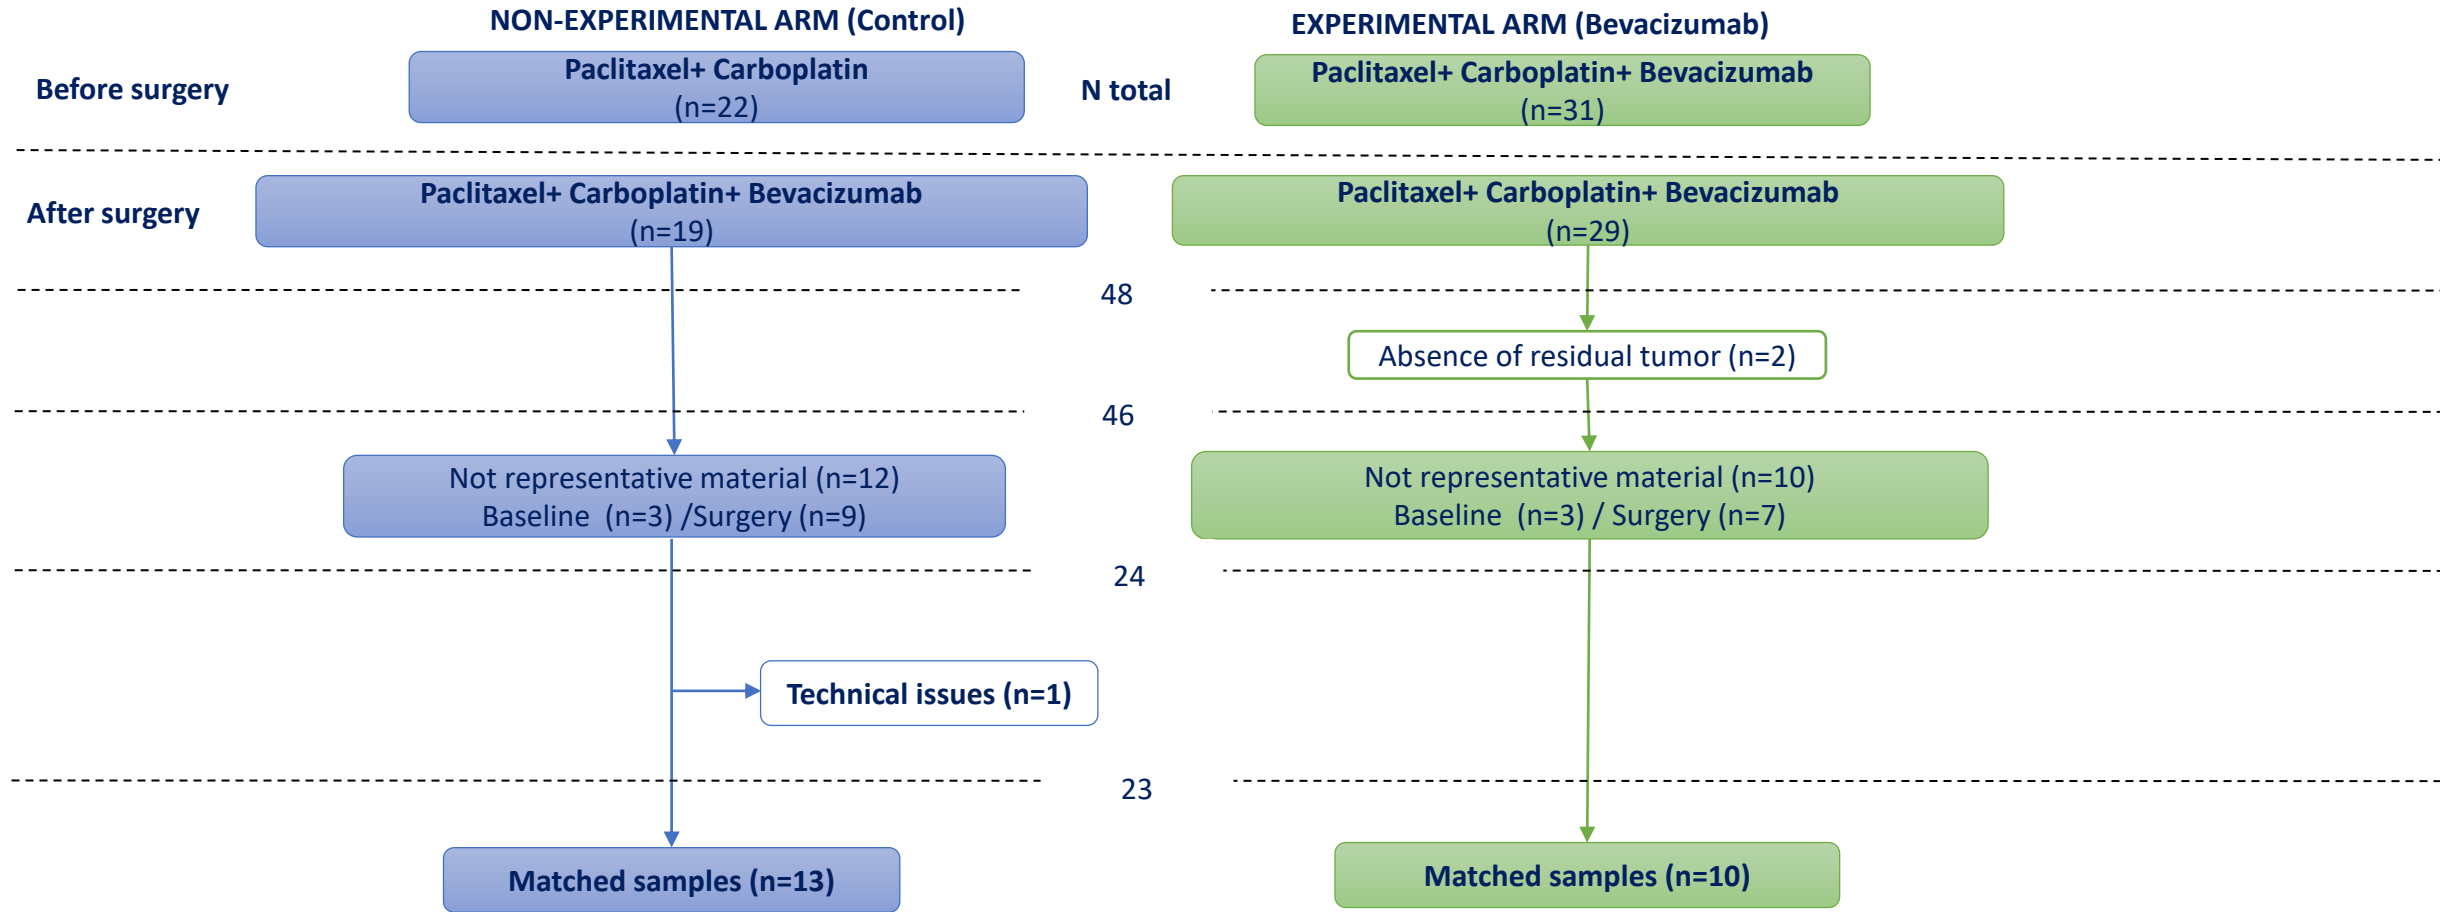 NON-EXPERIMENTAL ARM (Control)
EXPERIMENTAL ARM (Bevacizumab)
Before surgery
Paclitaxel+ Carboplatin
(n=22)
N total
Paclitaxel+ Carboplatin+ Bevacizumab
(n=31)
After surgery
Paclitaxel+ Carboplatin+ Bevacizumab
(n=19)
Paclitaxel+ Carboplatin+ Bevacizumab
(n=29)
48
Absence of residual tumor (n=2)
46
Not representative material (n=12)
Baseline (n=3) /Surgery (n=9)
Not representative material (n=10)
Baseline (n=3) / Surgery (n=7)
24
Technical issues (n=1)
23
Matched samples (n=13)
Matched samples (n=10)